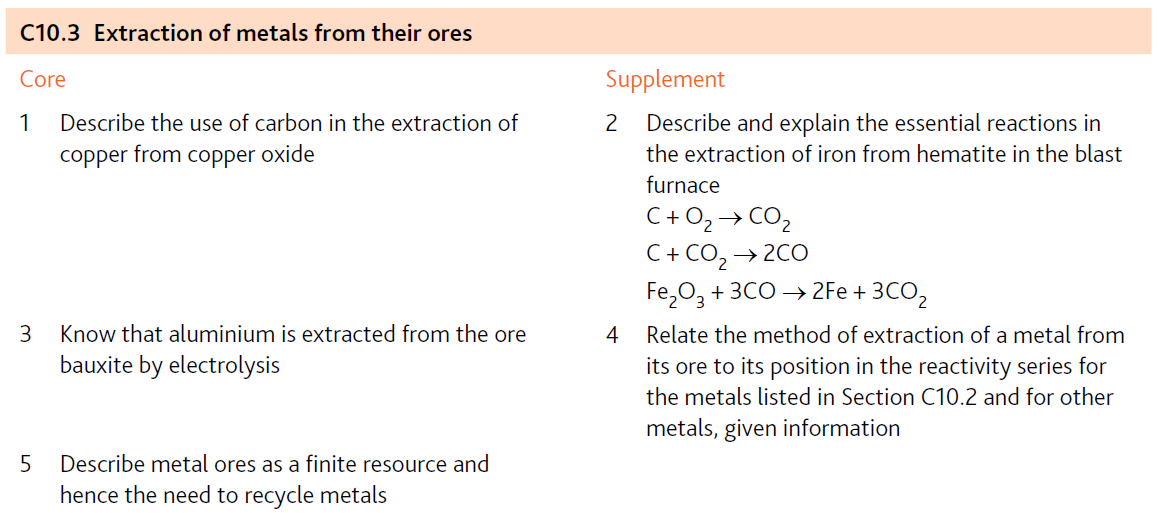 C10.3 Extraction of metals from their ores
Core
1 Describe the use of carbon in the extraction of
copper from copper oxide
3 Know that aluminium is extracted from the ore
bauxite by electrolysis
5 Describe metal ores as a finite resource and
hence the need to recycle metals
Supplement
2 Describe and explain the essential reactions in
the extraction of iron from hematite in the blast
furnace
C + O₂ → CO₂
C + CO₂ → 2CO
Fe₂O₃ + 3CO → 2Fe + 3CO₂
4 Relate the method of extraction of a metal from
its ore to its position in the reactivity series for
the metals listed in Section C10.2 and for other
metals, given information